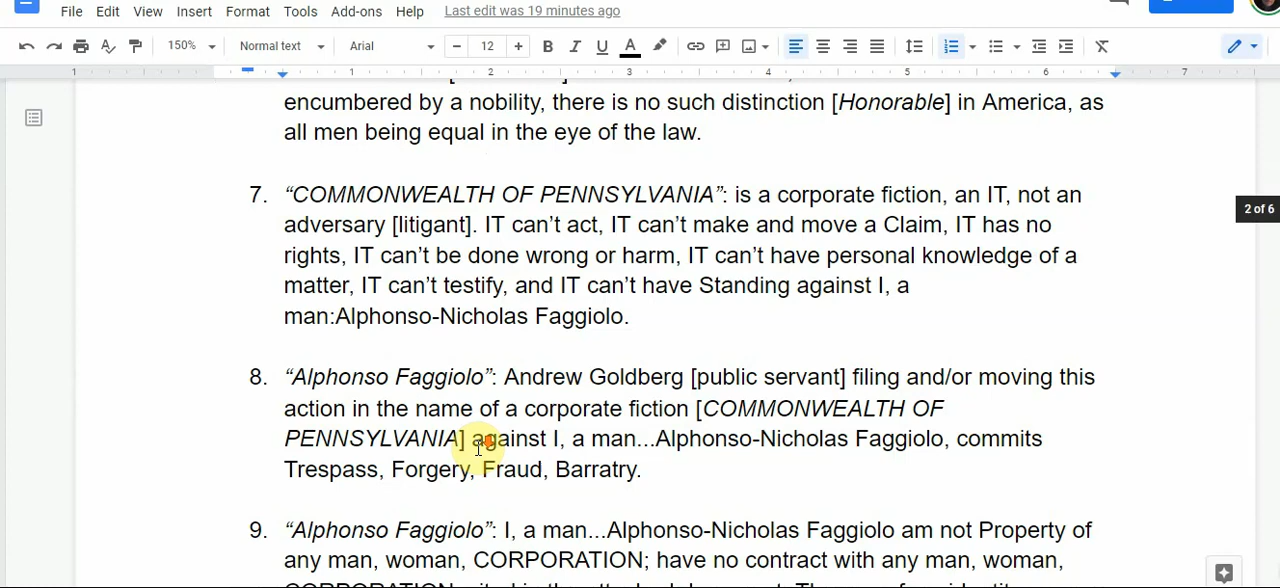 File Edit View Insert Format Tools Add-ons Help Last edit was 19 minutes ago
150% Normal text Arial − 12 + B I U A
1 1 2 3 4 5 6 7
encumbered by a nobility, there is no such distinction [Honorable] in America, as
all men being equal in the eye of the law.
7. “COMMONWEALTH OF PENNSYLVANIA”: is a corporate fiction, an IT, not an
2 of 6
adversary [litigant]. IT can’t act, IT can’t make and move a Claim, IT has no
rights, IT can’t be done wrong or harm, IT can’t have personal knowledge of a
matter, IT can’t testify, and IT can’t have Standing against I, a
man:Alphonso-Nicholas Faggiolo.
8. “Alphonso Faggiolo”: Andrew Goldberg [public servant] filing and/or moving this
action in the name of a corporate fiction [COMMONWEALTH OF
PENNSYLVANIA] against I, a man...Alphonso-Nicholas Faggiolo, commits
Trespass, Forgery, Fraud, Barratry.
9. “Alphonso Faggiolo”: I, a man...Alphonso-Nicholas Faggiolo am not Property of
any man, woman, CORPORATION; have no contract with any man, woman,